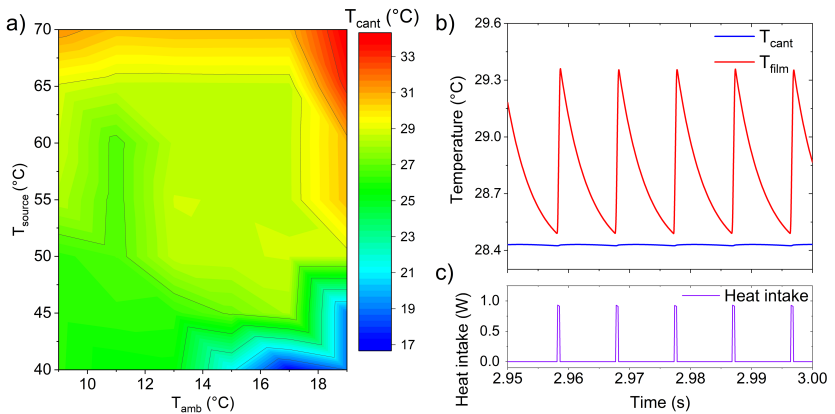 a)
T_cant (°C)
70
65
60
55
50
45
40
T_source (°C)
10
12
14
16
18
T_amb (°C)
33
31
29
27
25
23
21
19
17
b)
29.6
29.3
29.0
28.7
28.4
Temperature (°C)
T_cant
T_film
c)
1.0
0.5
0.0
Heat intake (W)
Heat intake
2.95
2.96
2.97
2.98
2.99
3.00
Time (s)